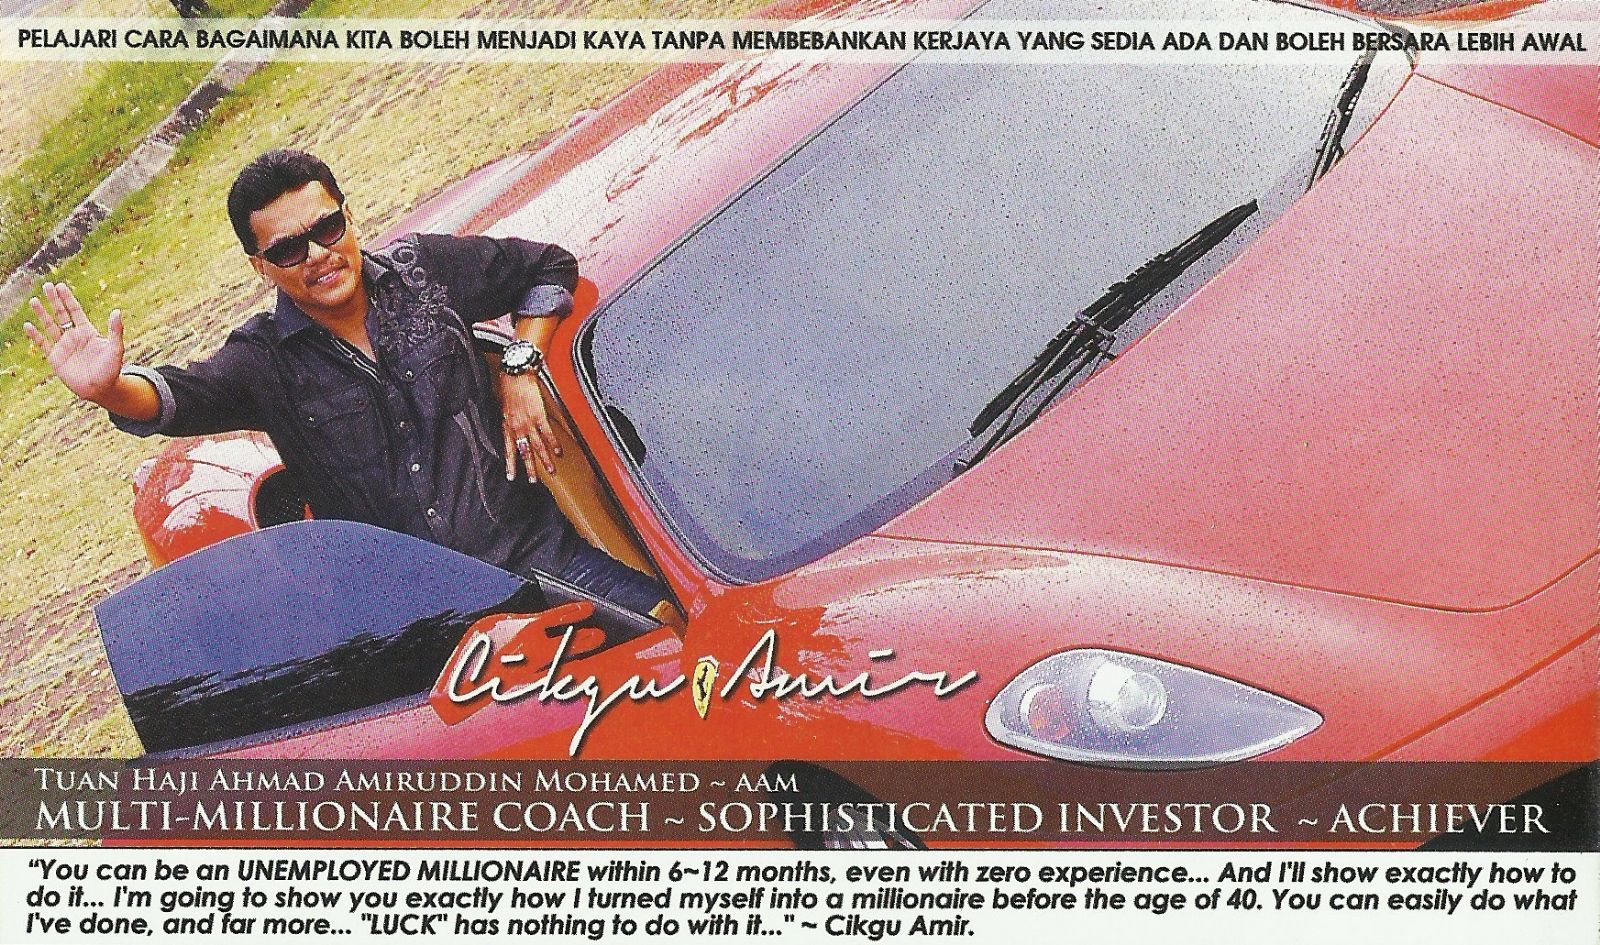 PELAJARI CARA BAGAIMANA KITA BOLEH MENJADI KAYA TANPA MEMBEBANKAN KERJAYA YANG SEDIA ADA DAN BOLEH BERSARA LEBIH AWAL
Cikgu Amir
TUAN HAJI AHMAD AMIRUDDIN MOHAMED ~ AAM
MULTI-MILLIONAIRE COACH ~ SOPHISTICATED INVESTOR ~ ACHIEVER
"You can be an UNEMPLOYED MILLIONAIRE within 6~12 months, even with zero experience... And I'll show exactly how to
do it... I'm going to show you exactly how I turned myself into a millionaire before the age of 40. You can easily do what
I've done, and far more... "LUCK" has nothing to do with it..." ~ Cikgu Amir.